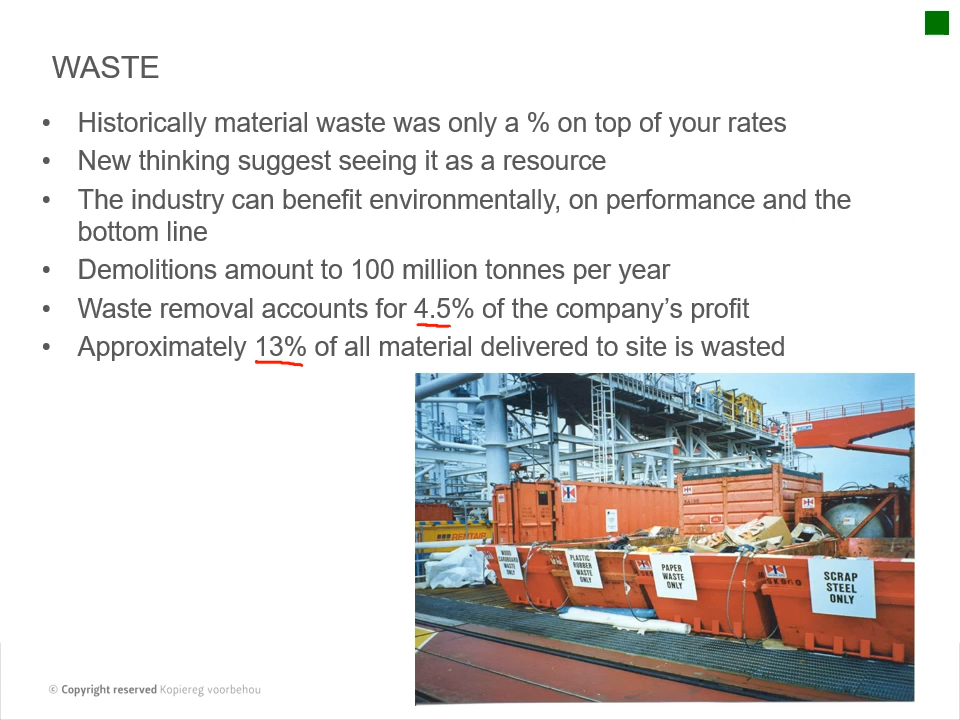 WASTE
• Historically material waste was only a % on top of your rates
• New thinking suggest seeing it as a resource
• The industry can benefit environmentally, on performance and the
bottom line
• Demolitions amount to 100 million tonnes per year
• Waste removal accounts for 4.5% of the company’s profit
• Approximately 13% of all material delivered to site is wasted
RENTAIR
WOOD
CARDBOARD
WASTE
ONLY
PLASTIC
RUBBER
WASTE
ONLY
PAPER
WASTE
ONLY
SCRAP
STEEL
ONLY
© Copyright reserved Kopiereg voorbehou